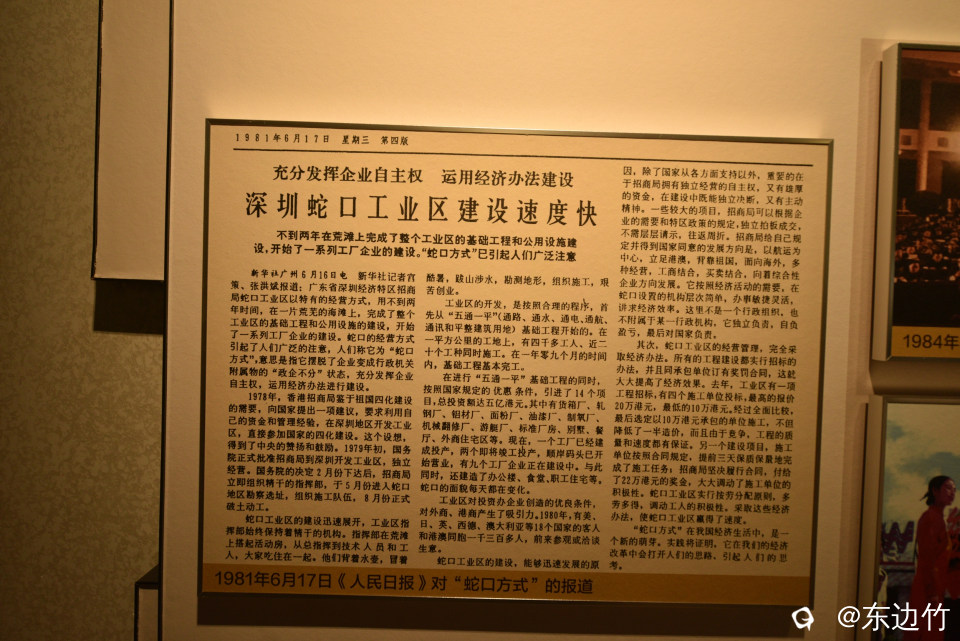 1981年6月17日 星期三 第四版
充分发挥企业自主权 运用经济办法建设
深圳蛇口工业区建设速度快
不到两年在荒滩上完成了整个工业区的基础工程和公用设施建
设，开始了一系列工厂企业的建设。“蛇口方式”已引起人们广泛注意
新华社广州6月16日电 新华社记者宫
策、张洪斌报道：广东省深圳经济特区招商
局蛇口工业区以特有的经营方式，用不到两
年时间，在一片荒芜的海滩上，完成了整个
工业区的基础工程和公用设施的建设，开始
了一系列工厂企业的建设。蛇口的经营方式
引起了人们广泛的注意，人们称它为“蛇口
方式”，意思是指它摆脱了企业变成行政机关
附属物的“政企不分”状态，充分发挥企业
自主权，运用经济办法进行建设。
1978年，香港招商局鉴于祖国四化建设
的需要，向国家提出一项建议，要求利用自
己的资金和管理经验，在深圳地区开发工业
区，直接参加国家的四化建设。这个设想，
得到了中央的赞扬和鼓励。1979年初，国务
院正式批准招商局到深圳开发工业区，独立
经营。国务院的决定2月份下达后，招商局
立即组织精干的指挥部，于5月份进入蛇口
地区勘察选址，组织施工队伍，8月份正式
破土动工。
蛇口工业区的建设迅速展开，工业区指
挥部始终保持着精干的机构。指挥部在荒滩
上搭起活动房，从总指挥到技术人员和工
人，大家吃住在一起。他们背着水壶，冒着
酷暑，跋山涉水，勘测地形，组织施工，艰
苦创业。
工业区的开发，是按照合理的程序，首
先从“五通一平”（通路、通水、通电、通航、
通讯和平整建筑用地）基础工程开始的。在
一平方公里的工地上，有四千多工人、近二
十个工种同时施工。在一年零九个月的时间
内，基础工程基本完工。
在进行“五通一平”基础工程的同时，
按照国家规定的优惠条件，引进了14个项
目，总投资额达五亿港元。其中有货箱厂、轧
钢厂、铝材厂、面粉厂、油漆厂、制氧厂、
机械翻修厂、游艇厂、标准厂房、别墅、餐
厅、外商住宅区等。现在，一个工厂已经建
成投产，两个即将竣工投产，顺岸码头已开
始营业，有九个工厂企业正在建设中。与此
同时，还建造了办公楼、食堂、职工住宅等。
蛇口的面貌每天都在变化。
工业区对投资办企业创造的优良条件，
对外商、港商产生了吸引力。1980年，有美、
日、英、西德、澳大利亚等18个国家的客人
和港澳同胞一千三百多人，前来参观或洽谈
生意。
蛇口工业区的建设，能够迅速发展的原
因，除了国家从各方面支持以外，重要的在
于招商局拥有独立经营的自主权，又有雄厚
的资金，在建设中既能独立决断，又有主动
精神。一些较大的项目，招商局可以根据企
业的需要和特区政策的规定，独立拍板成交，
不需层层请示，往返周折。招商局给自己规
定并得到国家同意的发展方向是，以航运为
中心，立足港澳，背靠祖国，面向海外，多
种经营，工商结合，买卖结合，向着综合性
企业方向发展。它按照经济活动的需要，在
蛇口设置的机构层次简单，办事敏捷灵活，
讲求经济效率。这里不是一个行政组织，也
不附属于某一行政机构，它独立负责，自负
盈亏，最后对国家负责。
其次，蛇口工业区的经营管理，完全采
取经济办法。所有的工程建设都实行招标的
办法，并且同承包单位订有奖罚合同，这就
大大提高了经济效果。去年，工业区有一项
工程招标，有四个施工单位投标，最高的报价
20万港元，最低的10万港元。经过全面比较，
最后选定以10万港元承包的单位施工，不但
降低了一半造价，而且由于竞争，工程的质
量和速度都有保证。另一个建设项目，施工
单位按照合同规定，提前三天保质保量地完
成了施工任务，招商局坚决履行合同，付给
了22万港元的奖金，大大调动了施工单位的
积极性。蛇口工业区实行按劳分配原则，多
劳多得，调动工人的积极性。采取这些经济
办法，使蛇口工业区赢得了速度。
“蛇口方式”在我国经济生活中，是一
个新的萌芽。实践将证明，它在我们的经济
改革中会打开人们的思路，引起人们的思
考。
1981年6月17日《人民日报》对“蛇口方式”的报道
1984年
@东边竹